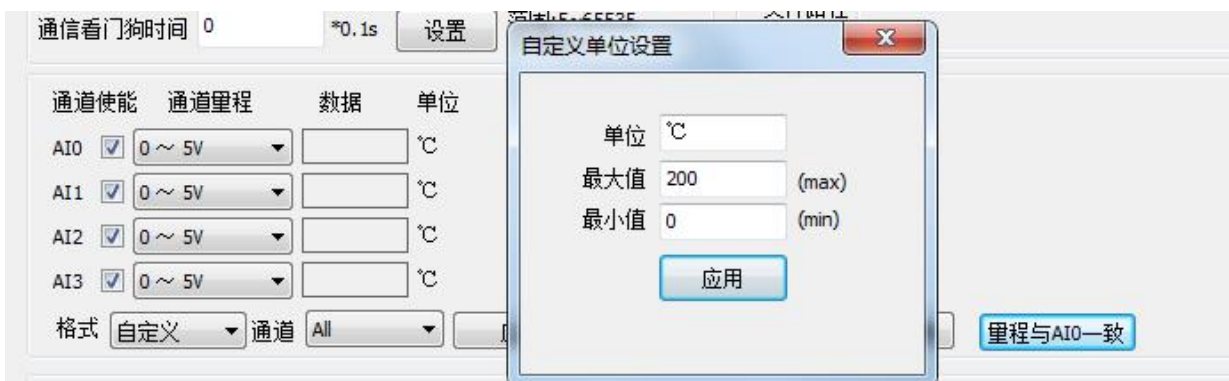 通信看门狗时间 0 *0.1s 设置
自定义单位设置
通道使能 通道量程 数据 单位
AI0 0～ 5V ℃
AI1 0～ 5V ℃
AI2 0～ 5V ℃
AI3 0～ 5V ℃
格式 自定义 通道 All
单位 ℃
最大值 200 (max)
最小值 0 (min)
应用
里程与AI0一致